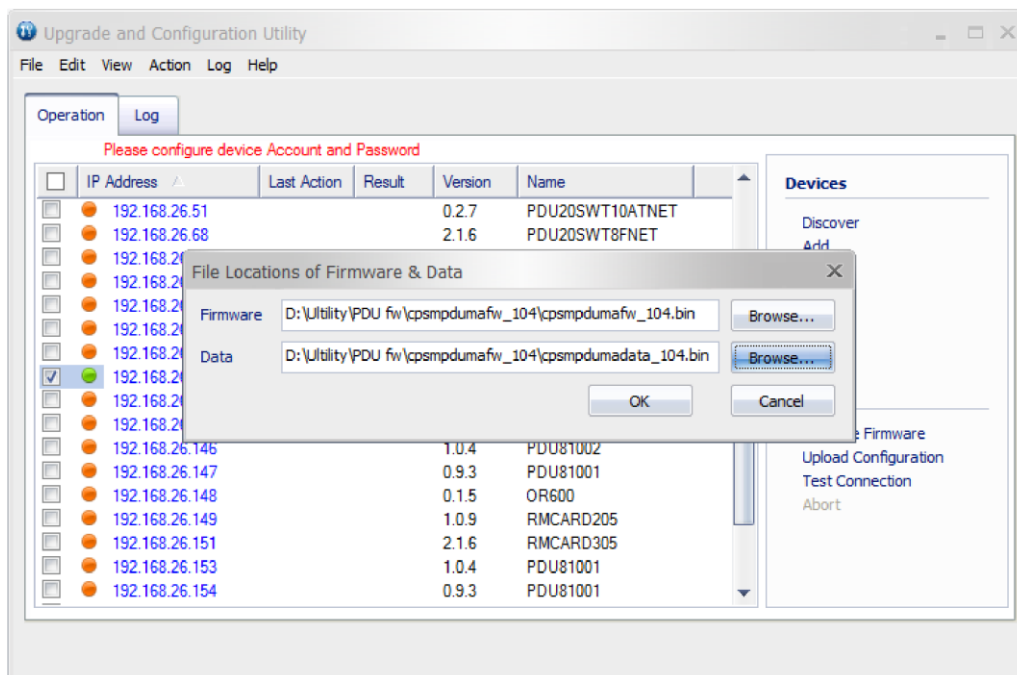 Upgrade and Configuration Utility
File Edit View Action Log Help
Operation Log
Please configure device Account and Password
IP Address Last Action Result Version Name
192.168.26.51 0.2.7 PDU20SWT10ATNET
192.168.26.68 2.1.6 PDU20SWT8FNET
Devices
Discover
Add
File Locations of Firmware & Data
Firmware D:\Ultility\PDU fw\cpsmpdumafw_104\cpsmpdumafw_104.bin Browse...
Data D:\Ultility\PDU fw\cpsmpdumafw_104\cpsmpdumadata_104.bin Browse...
OK Cancel
192.168.26.146 1.0.4 PDU81002
192.168.26.147 0.9.3 PDU81001
192.168.26.148 0.1.5 OR600
192.168.26.149 1.0.9 RMCARD205
192.168.26.151 2.1.6 RMCARD305
192.168.26.153 1.0.4 PDU81001
192.168.26.154 0.9.3 PDU81001
Firmware
Upload Configuration
Test Connection
Abort